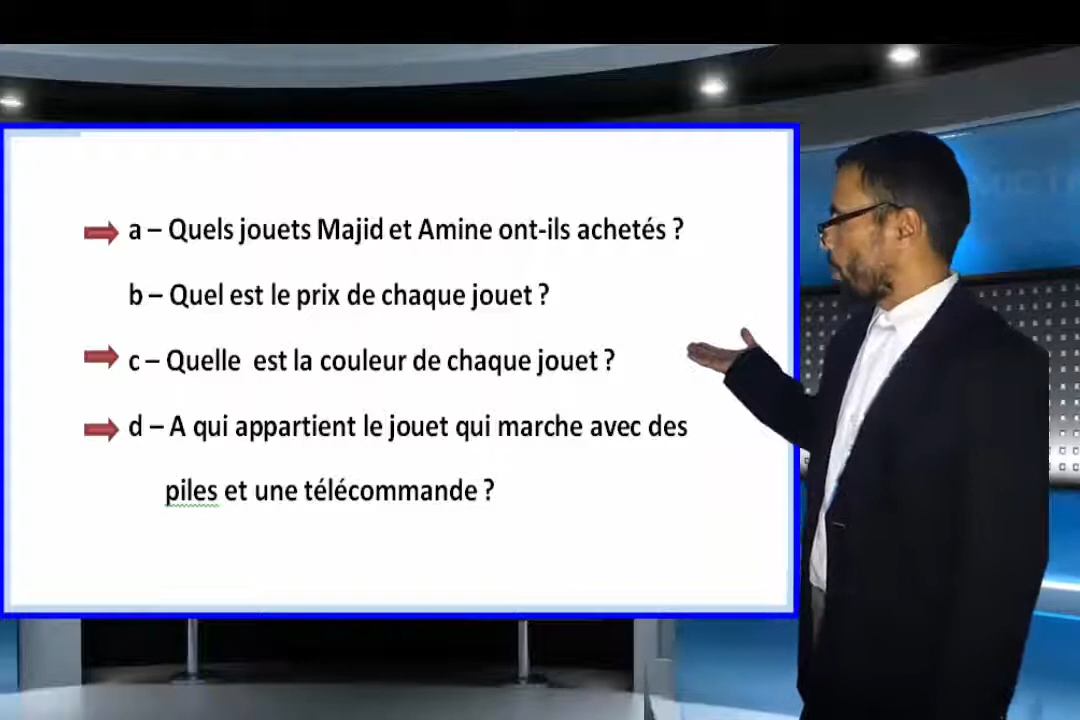 a – Quels jouets Majid et Amine ont-ils achetés ?
b – Quel est le prix de chaque jouet ?
c – Quelle  est la couleur de chaque jouet ?
d – A qui appartient le jouet qui marche avec des
piles et une télécommande ?